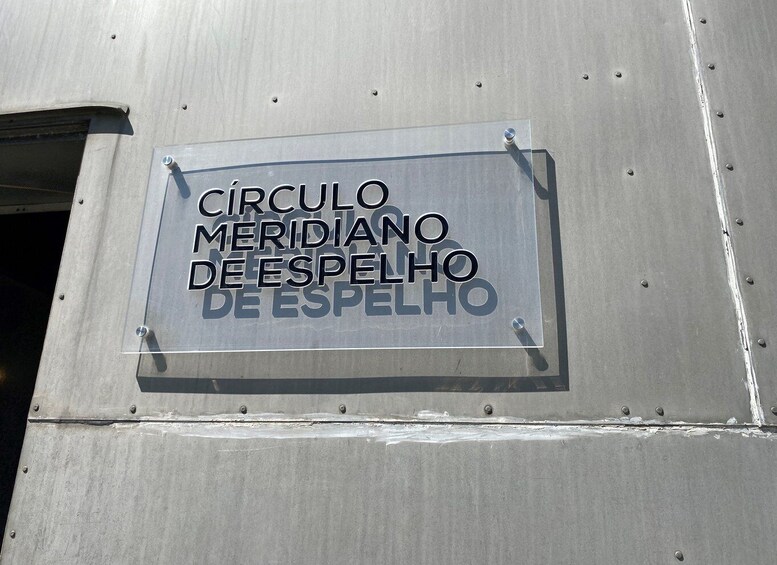 CÍRCULO
MERIDIANO
DE ESPELHO